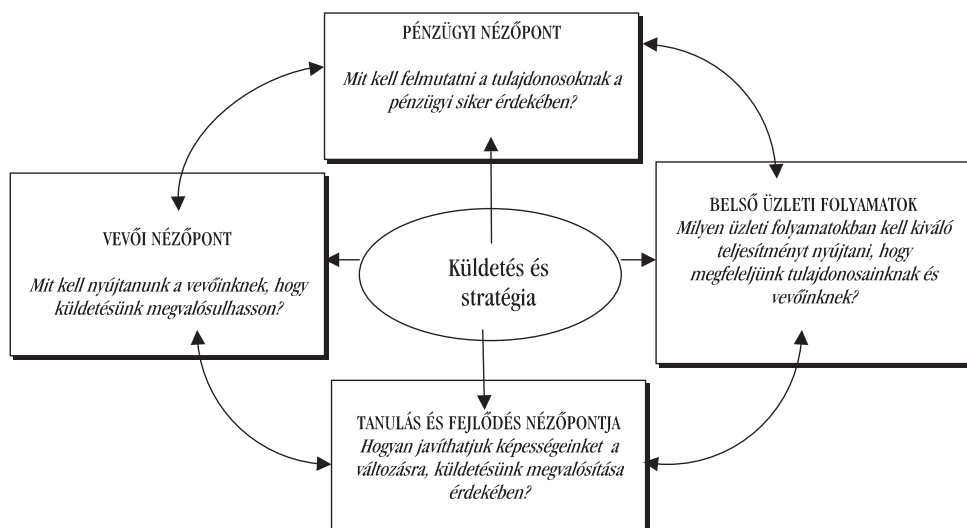 PÉNZÜGYI NÉZŐPONT
Mit kell felmutatni a tulajdonosoknak a
pénzügyi siker érdekében?
VEVŐI NÉZŐPONT
Mit kell nyújtanunk a vevőinknek, hogy
küldetésünk megvalósulhasson?
Küldetés és
stratégia
BELSŐ ÜZLETI FOLYAMATOK
Milyen üzleti folyamatokban kell kiváló
teljesítményt nyújtani, hogy
megfeleljünk tulajdonosainknak és
vevőinknek?
TANULÁS ÉS FEJLŐDÉS NÉZŐPONTJA
Hogyan javíthatjuk képességeinket a
változásra, küldetésünk megvalósítása
érdekében?